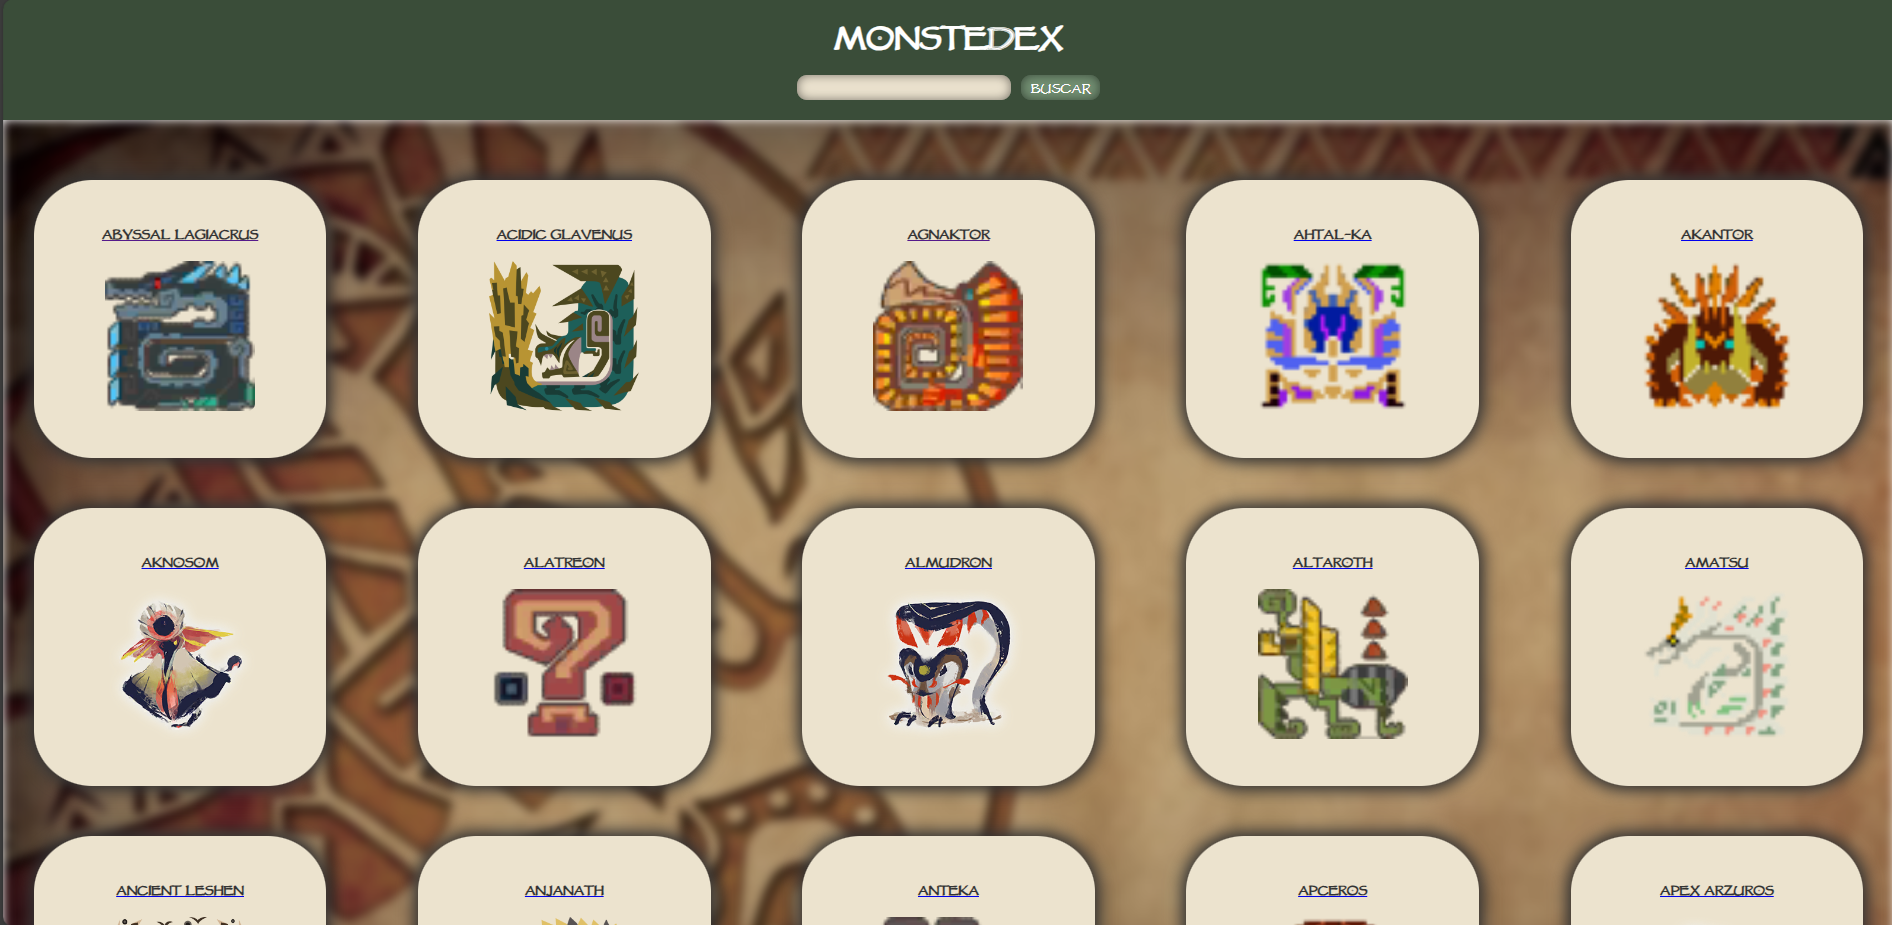 MONSTEDEX
BUSCAR
ABYSSAL LAGIACRUS
ACIDIC GLAVENUS
AGNAKTOR
AHTAL-KA
AKANTOR
AKNOSOM
ALATREON
ALMUDRON
ALTAROTH
AMATSU
ANCIENT LESHEN
ANJANATH
ANTEKA
APCEROS
APEX ARZUROS